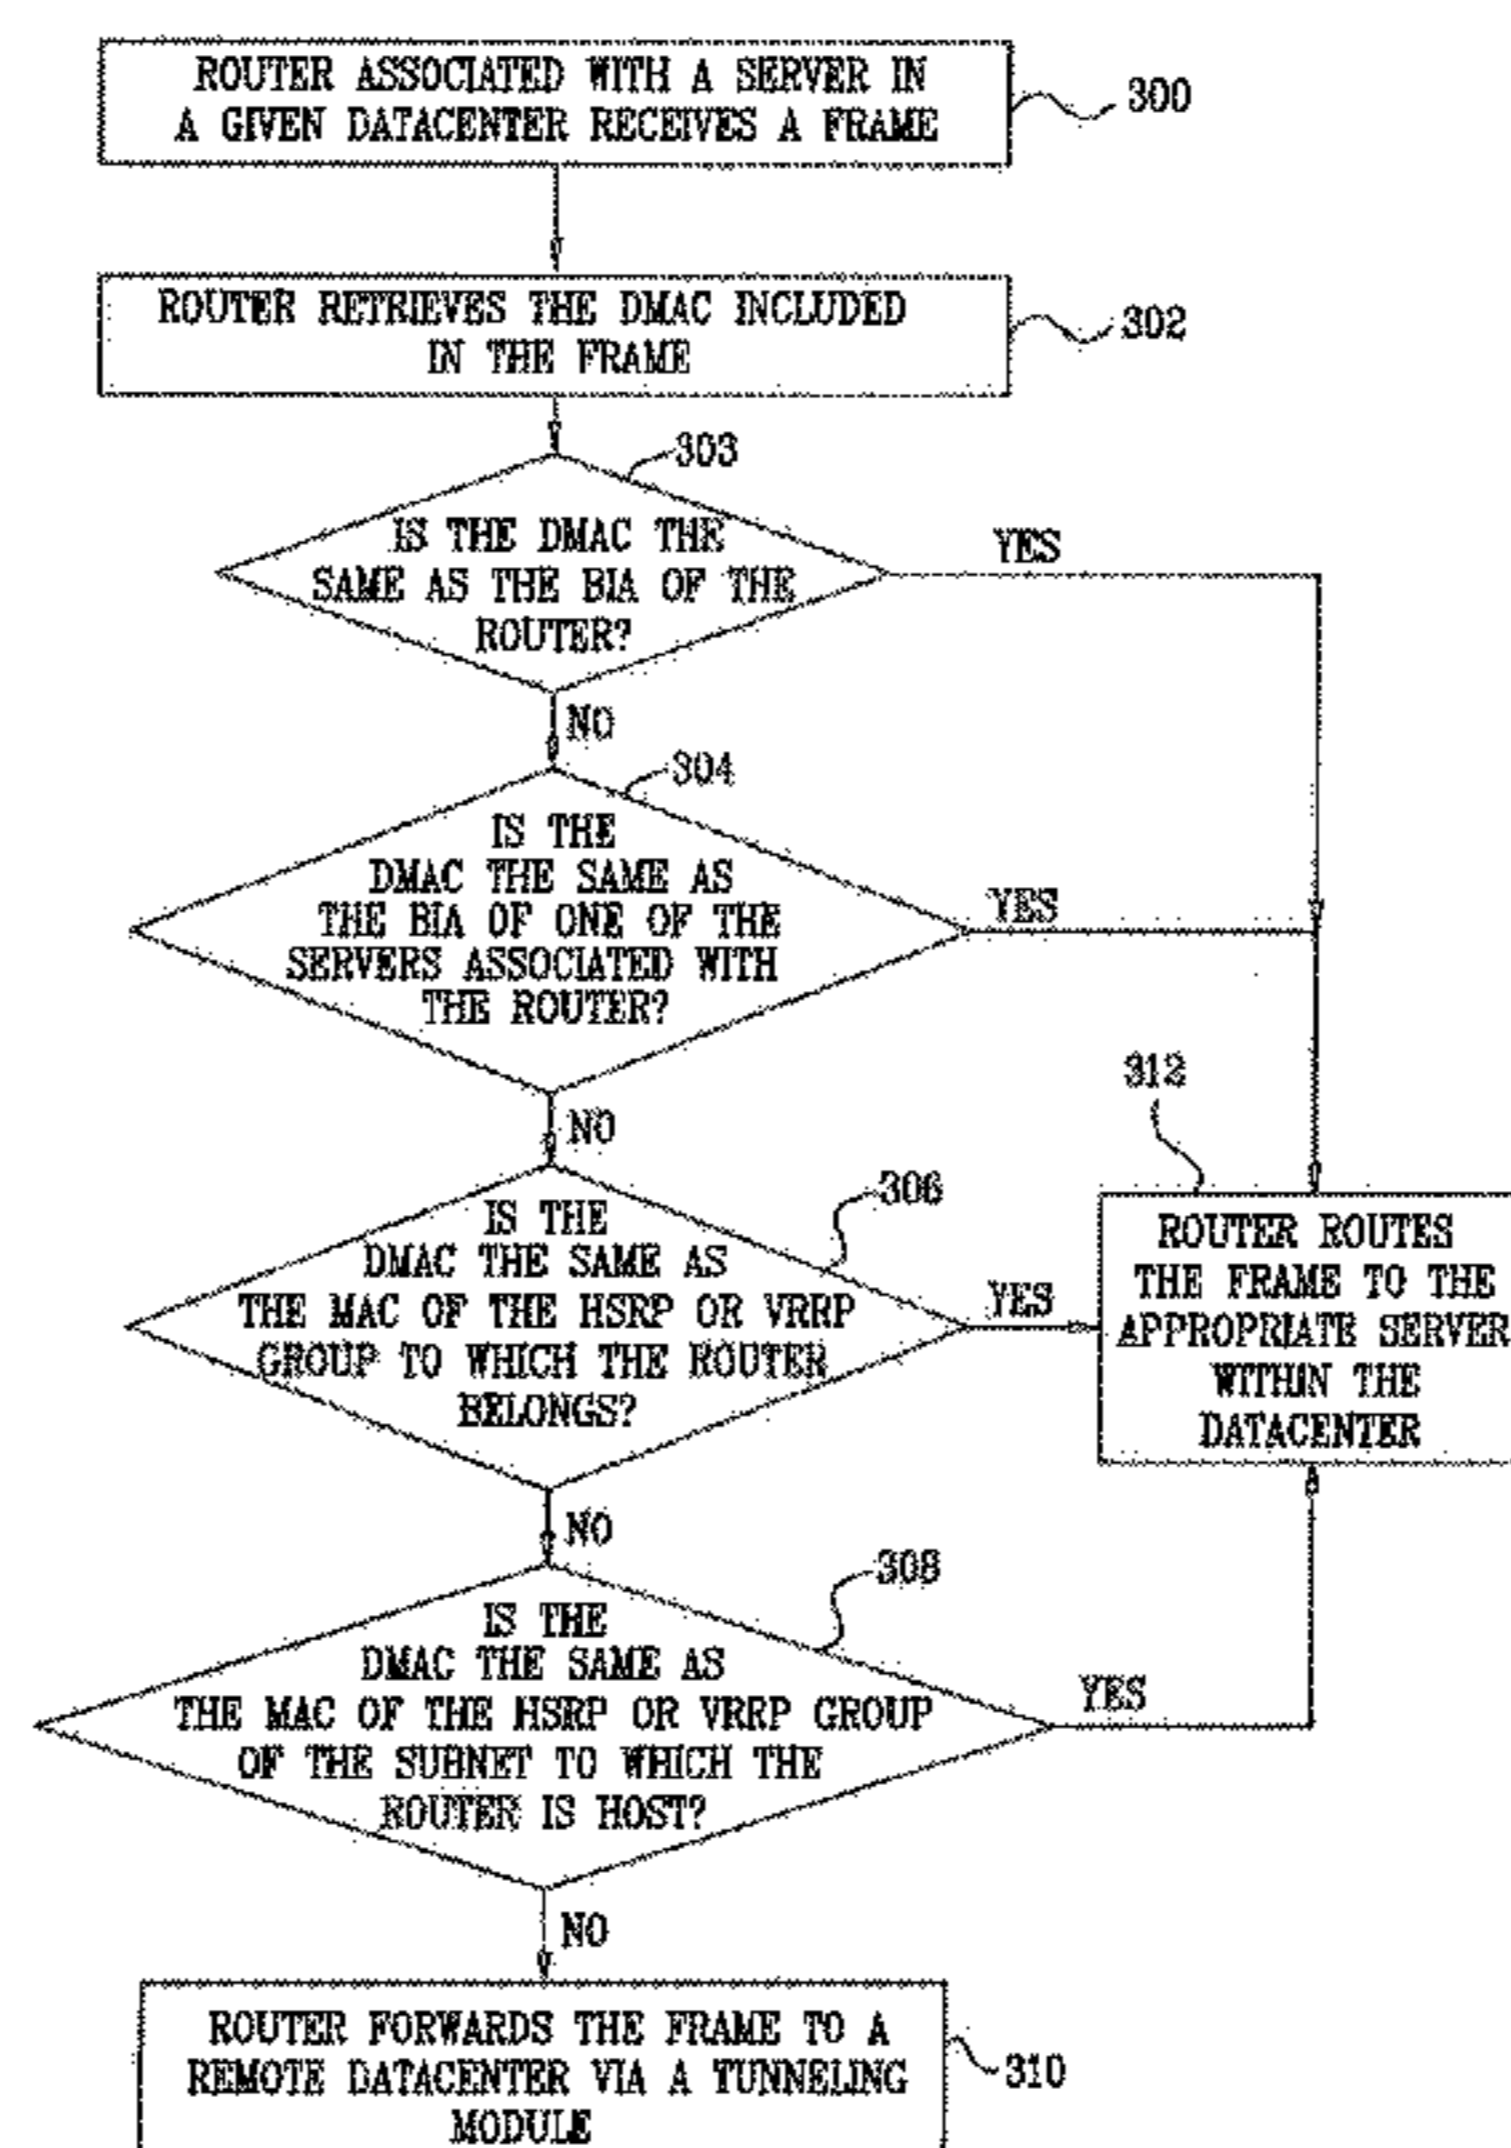 ROUTER ASSOCIATED WITH A SERVER IN
A GIVEN DATACENTER RECEIVES A FRAME
300
ROUTER RETRIEVES THE DMAC INCLUDED
IN THE FRAME
302
303
IS THE DMAC THE
SAME AS THE BIA OF THE
ROUTER?
YES
NO
304
IS THE
DMAC THE SAME AS
THE BIA OF ONE OF THE
SERVERS ASSOCIATED WITH
THE ROUTER?
YES
NO
306
IS THE
DMAC THE SAME AS
THE MAC OF THE HSRP OR VRRP
GROUP TO WHICH THE ROUTER
BELONGS?
YES
312
ROUTER ROUTES
THE FRAME TO THE
APPROPRIATE SERVER
WITHIN THE
DATACENTER
NO
308
IS THE
DMAC THE SAME AS
THE MAC OF THE HSRP OR VRRP GROUP
OF THE SUBNET TO WHICH THE
ROUTER IS HOST?
YES
NO
ROUTER FORWARDS THE FRAME TO A
REMOTE DATACENTER VIA A TUNNELING
MODULE
310